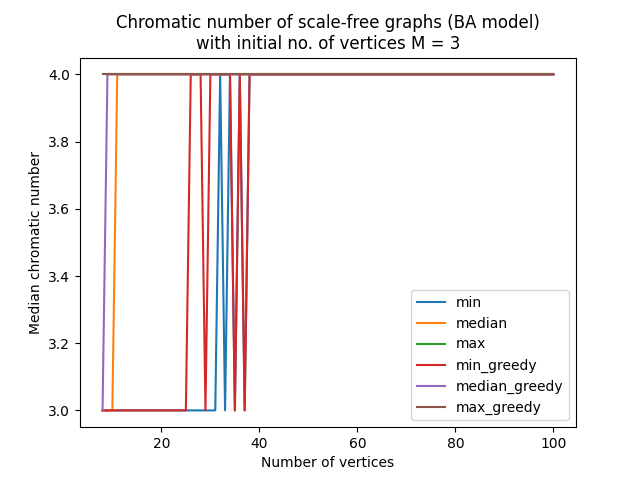 Chromatic number of scale-free graphs (BA model)
with initial no. of vertices M = 3
Median chromatic number
4.0
3.8
3.6
3.4
3.2
3.0
min
median
max
min_greedy
median_greedy
max_greedy
20
40
60
80
100
Number of vertices